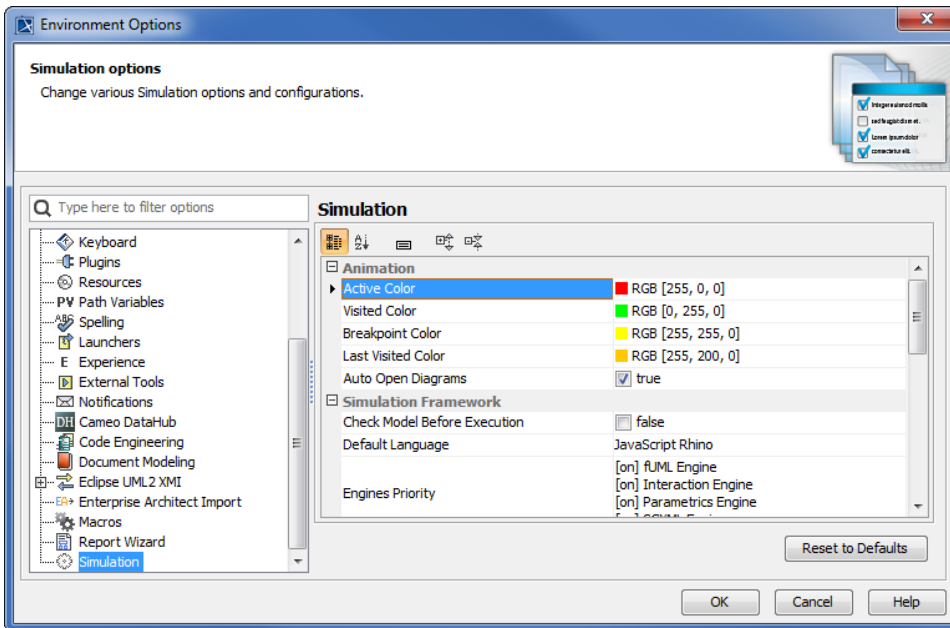 Environment Options
Simulation options
Change various Simulation options and configurations.
Type here to filter options
Keyboard
Plugins
Resources
PV Path Variables
Spelling
Launchers
E Experience
External Tools
Notifications
DH Cameo DataHub
Code Engineering
Document Modeling
Eclipse UML2 XMI
EA Enterprise Architect Import
Macros
Report Wizard
Simulation
Simulation
Animation
Active Color RGB [255, 0, 0]
Visited Color RGB [0, 255, 0]
Breakpoint Color RGB [255, 255, 0]
Last Visited Color RGB [255, 200, 0]
Auto Open Diagrams true
Simulation Framework
Check Model Before Execution false
Default Language JavaScript Rhino
Engines Priority
[on] fUML Engine
[on] Interaction Engine
[on] Parametrics Engine
Reset to Defaults
OK Cancel Help